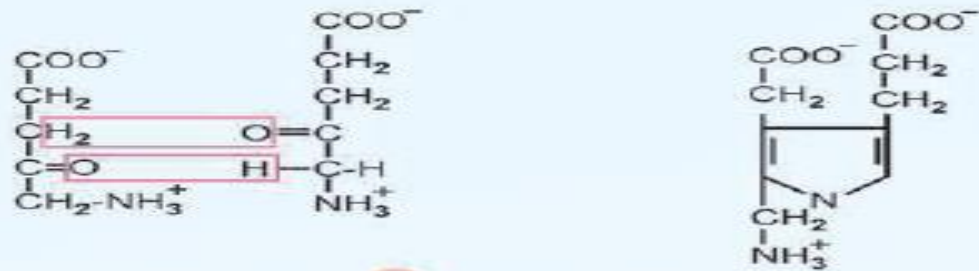 COO⁻
CH₂
CH₂
C=O
CH₂-NH₃⁺
COO⁻
CH₂
CH₂
O=C
H-C-H
NH₃⁺
COO⁻
CH₂
COO⁻
CH₂
CH₂
N
CH₂
NH₃⁺